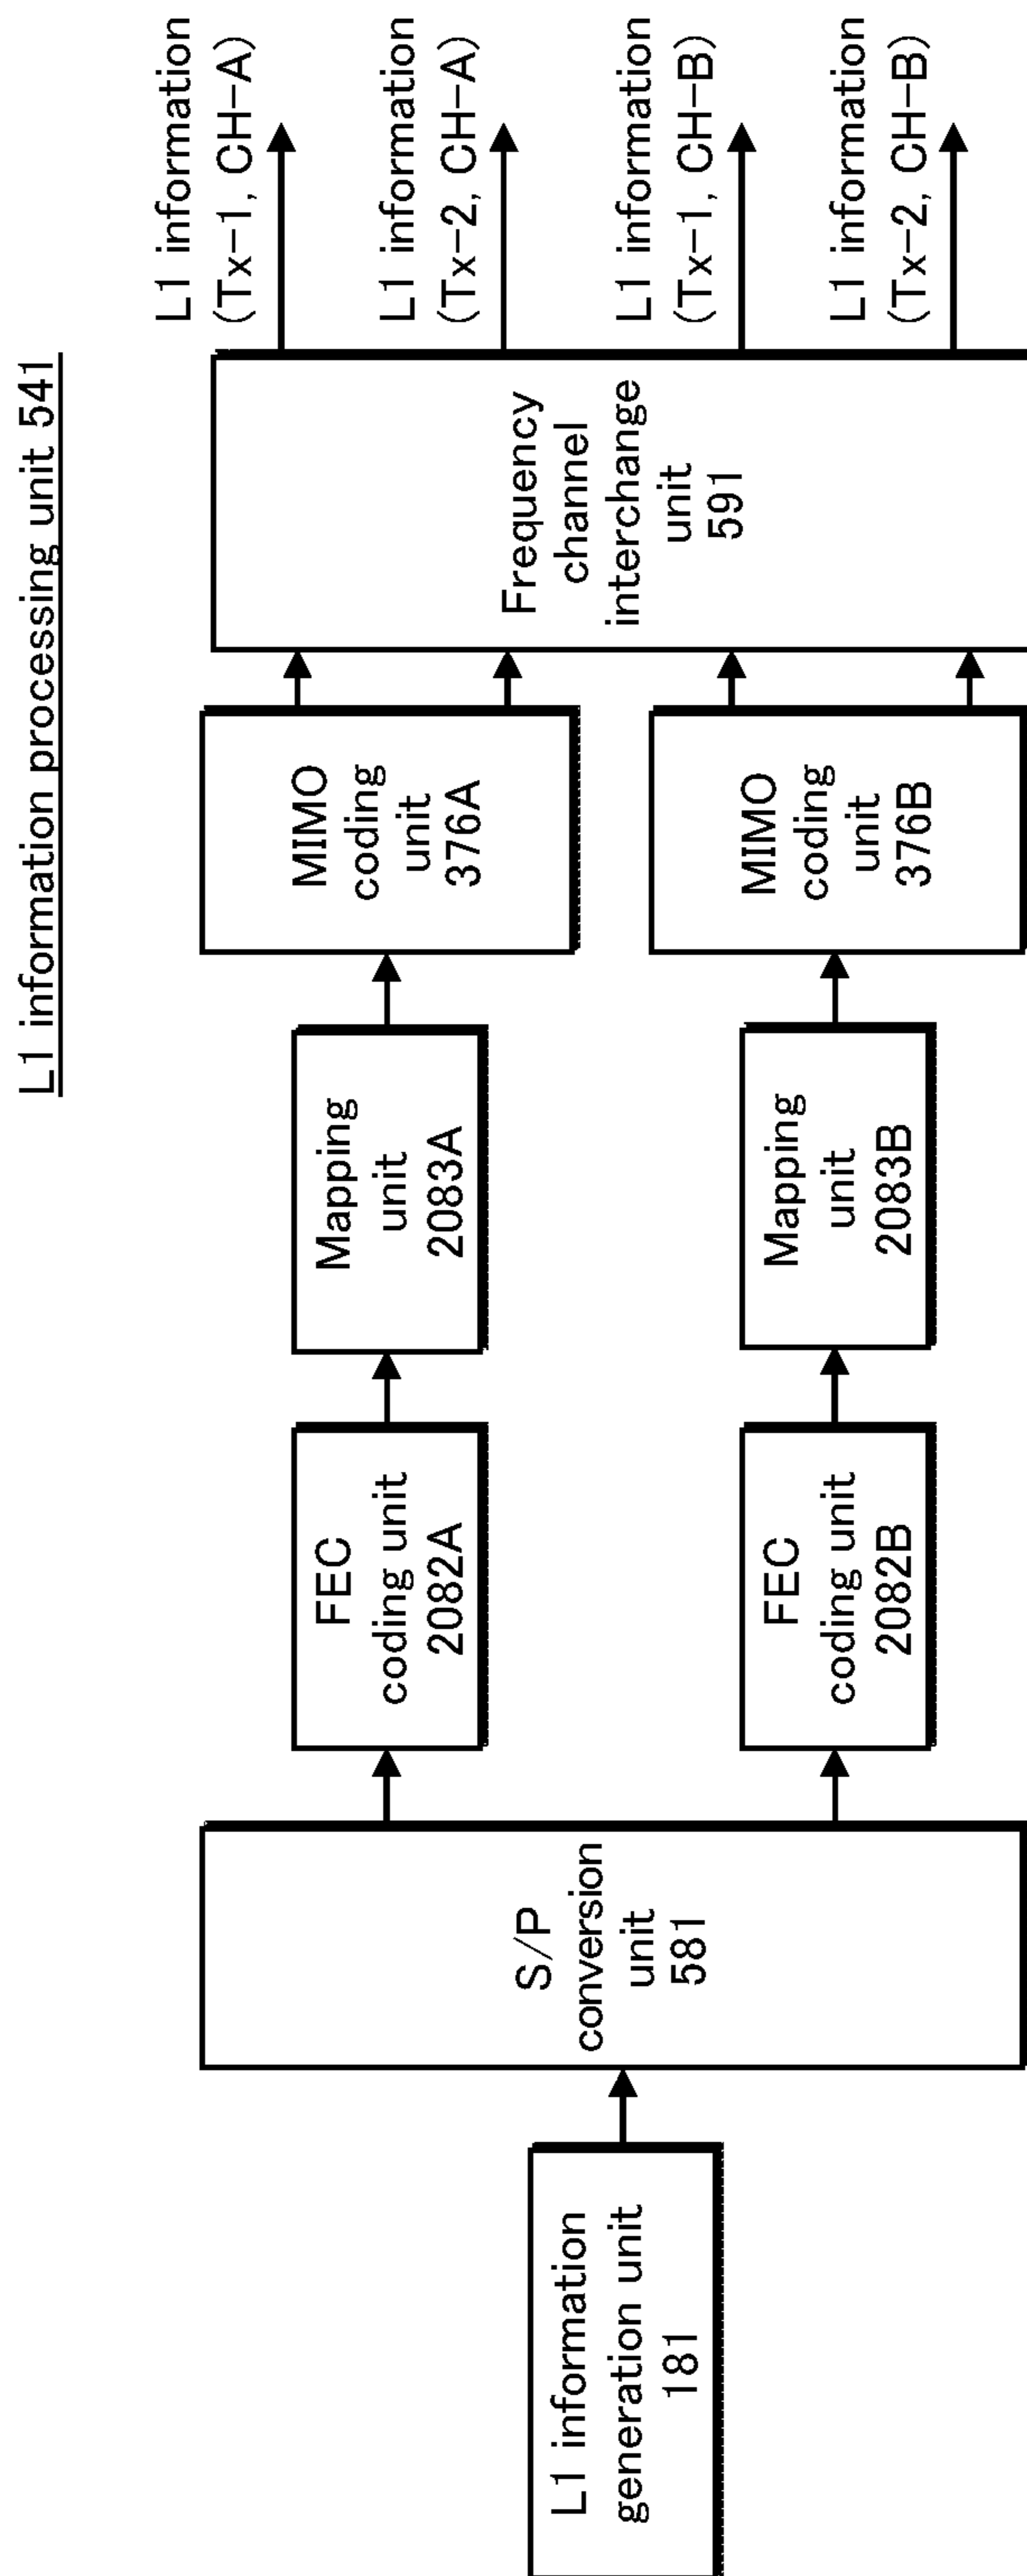 L1 information processing unit 541
L1 information
generation unit
181
S/P
conversion
unit
581
FEC
coding unit
2082A
Mapping
unit
2083A
MIMO
coding
unit
376A
FEC
coding unit
2082B
Mapping
unit
2083B
MIMO
coding
unit
376B
Frequency
channel
interchange
unit
591
L1 information
(Tx-1, CH-A)
L1 information
(Tx-2, CH-A)
L1 information
(Tx-1, CH-B)
L1 information
(Tx-2, CH-B)